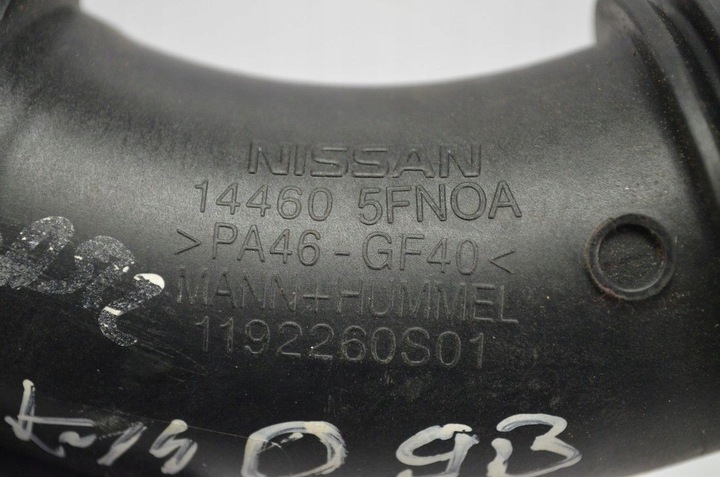 NISSAN
14460 5FN0A
>PA46-GF40<
MANN+HUMMEL
1192260S01